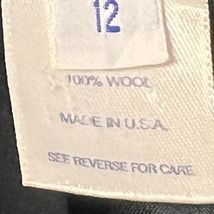 12
100% WOOL
MADE IN U.S.A.
SEE REVERSE FOR CARE